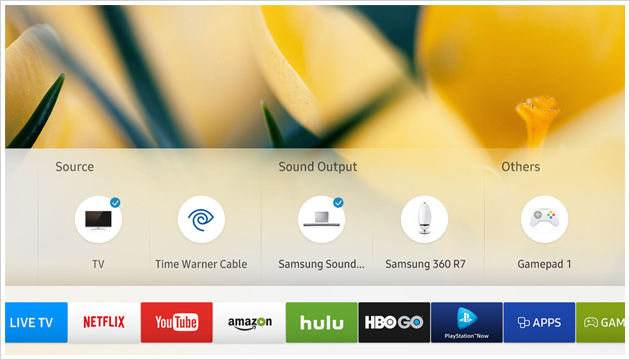 Source
Sound Output
Others
TV
Time Warner Cable
Samsung Sound...
Samsung 360 R7
Gamepad 1
LIVE TV
NETFLIX
YouTube
amazon
hulu
HBO GO
PlayStation™Now
APPS
GAM